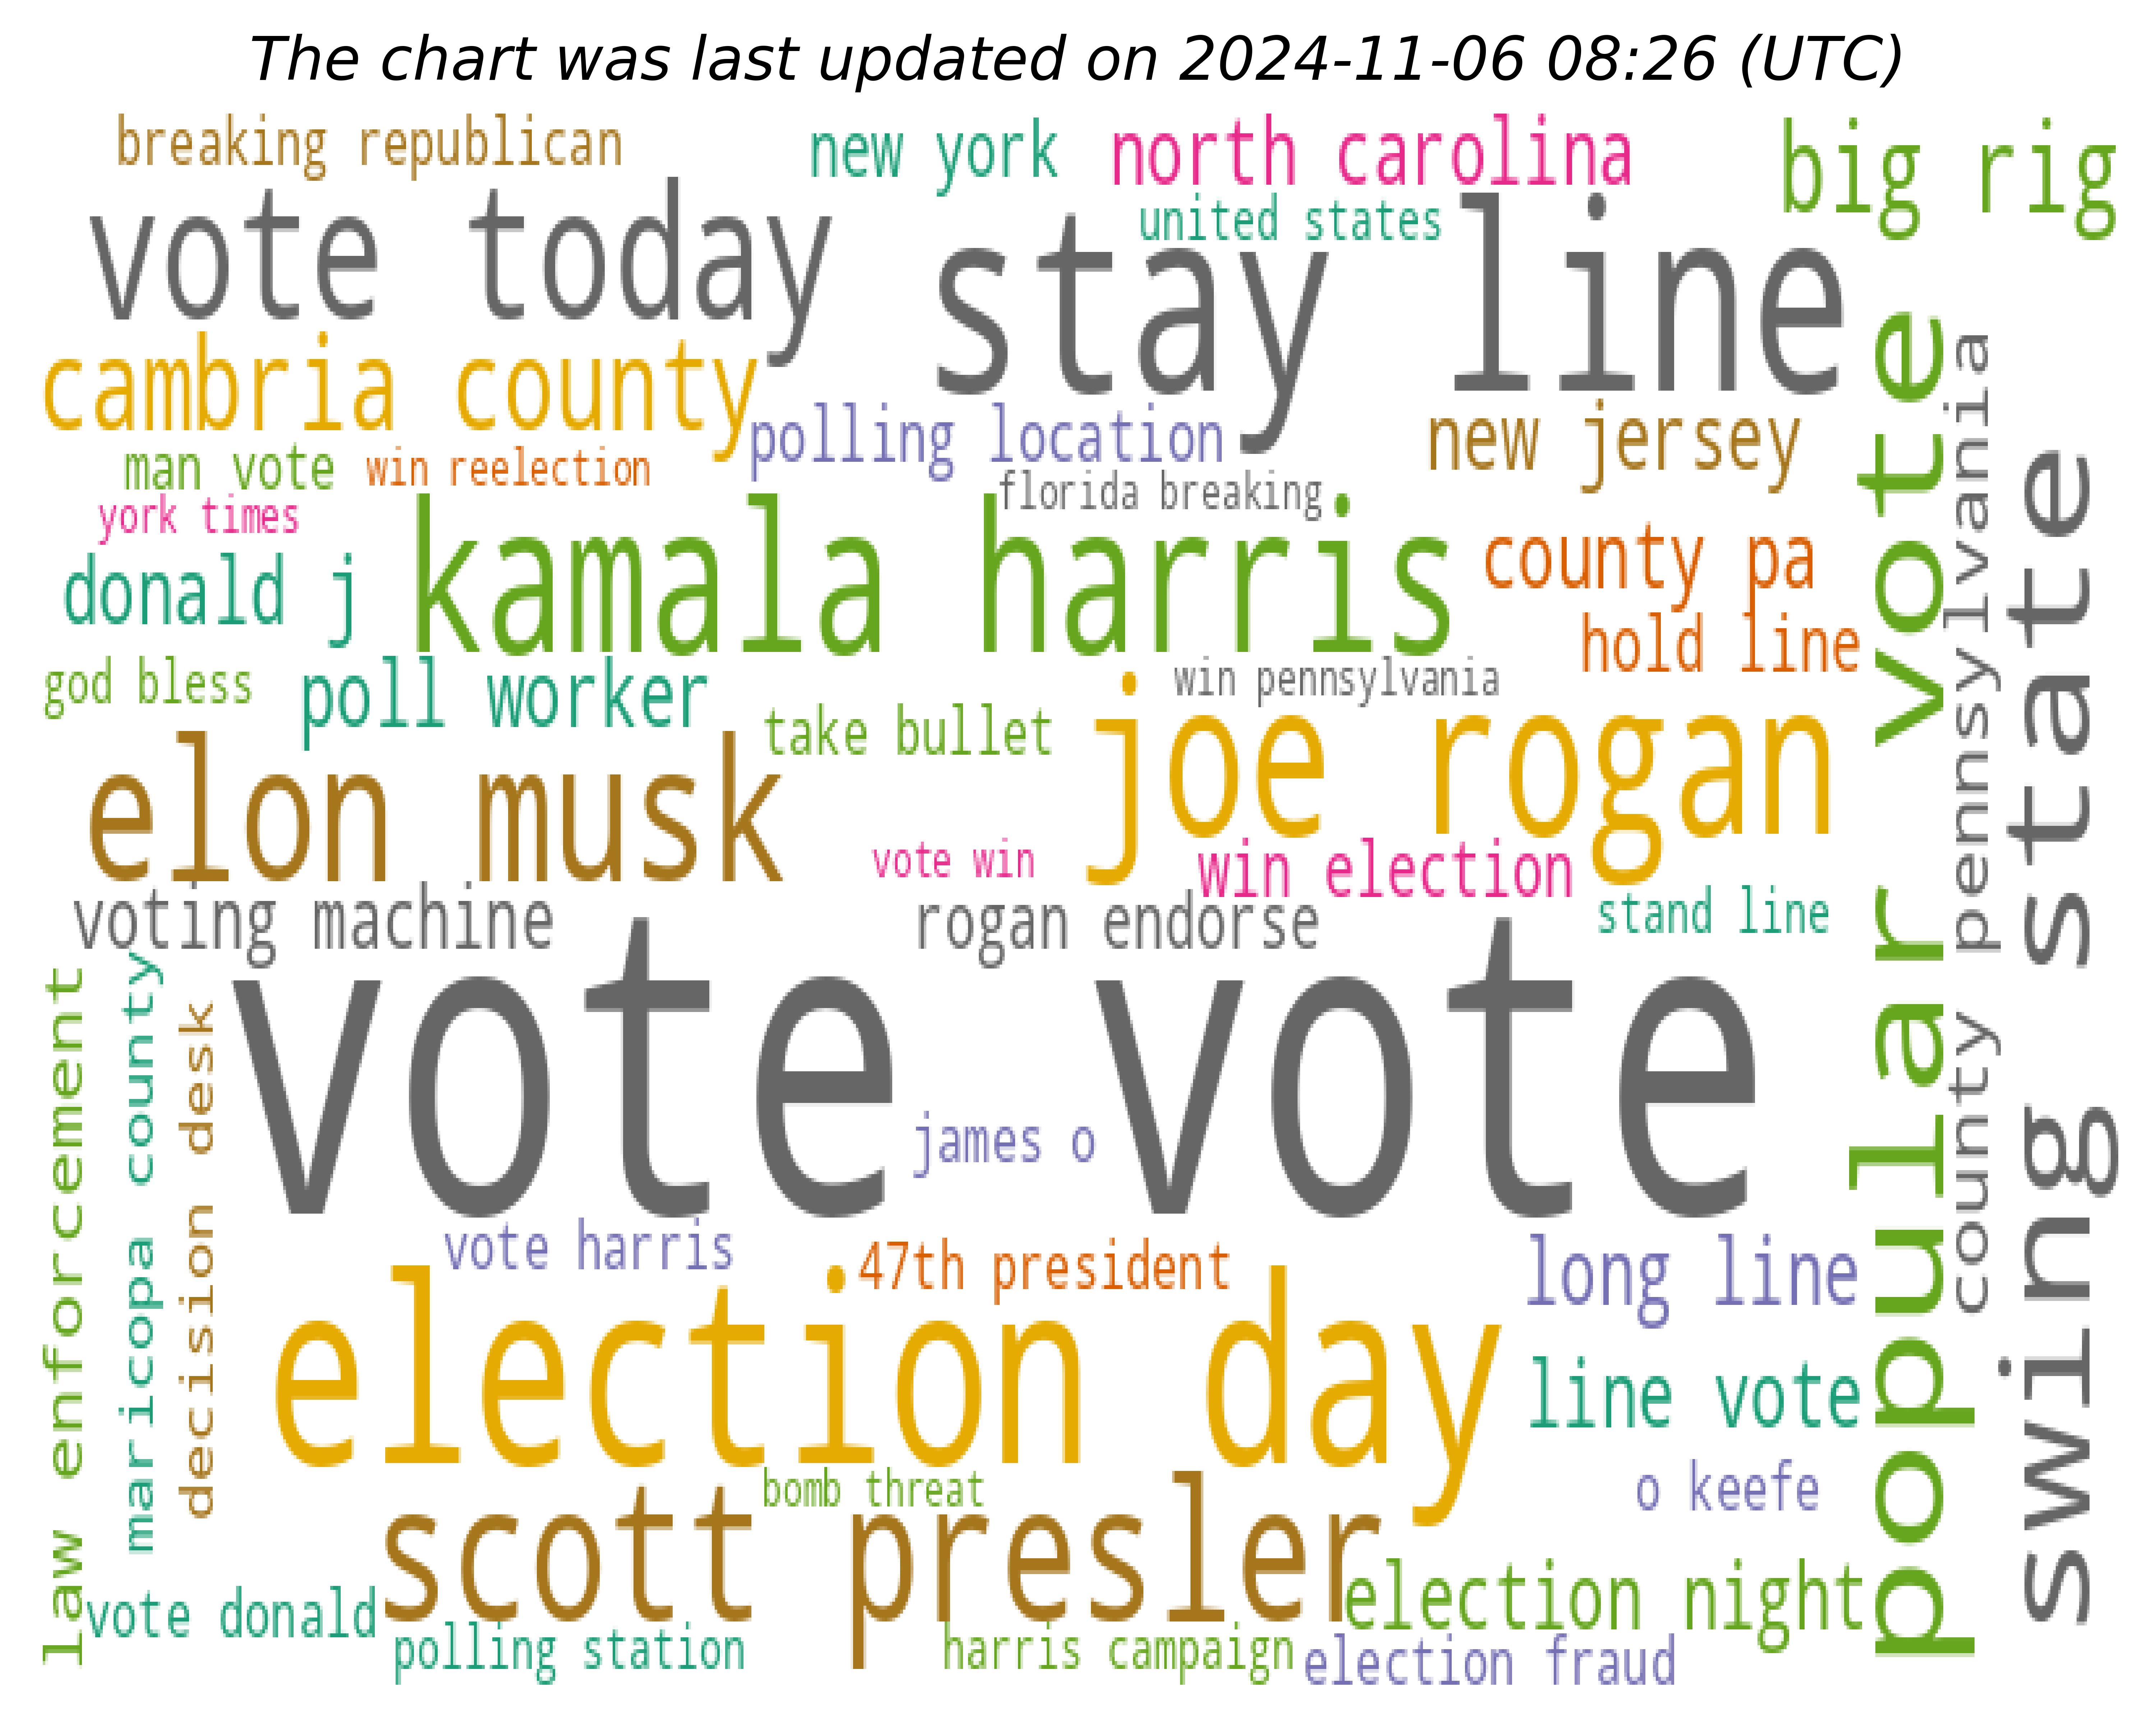 The chart was last updated on 2024-11-06 08:26 (UTC)
breaking republican
new york
north carolina
big rig
vote today
united states
stay line
cambria county
polling location
new jersey
man vote
win reelection
florida breaking
york times
kamala harris
county pa
donald j
hold line
god bless
poll worker
win pennsylvania
take bullet
joe rogan
elon musk
vote win
win election
voting machine
rogan endorse
stand line
vote vote
james o
vote harris
47th president
long line
election day
line vote
bomb threat
o keefe
scott presler
election night
vote donald
polling station
harris campaign
election fraud
law enforcement
maricopa county
decision desk
popular vote
county pennsylvania
swing state